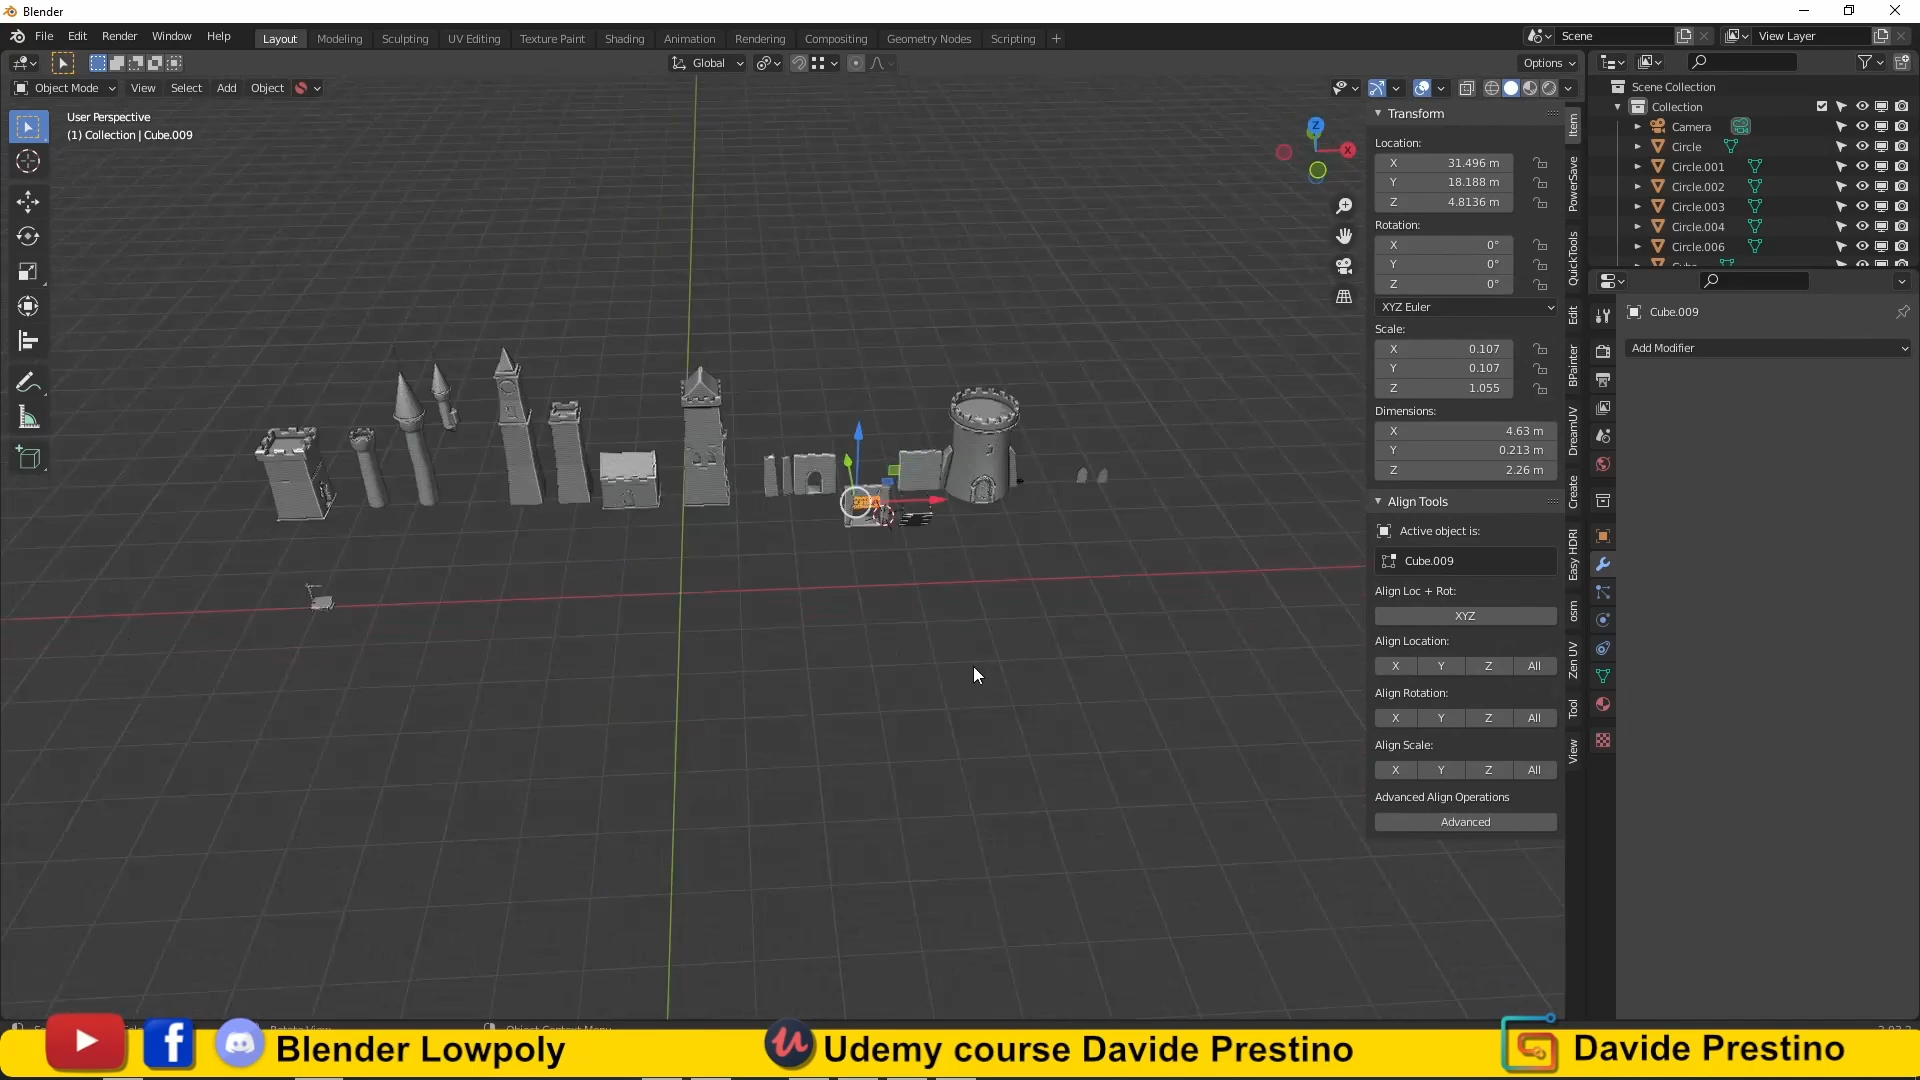 Blender
File Edit Render Window Help
Layout Modeling Sculpting UV Editing Texture Paint Shading Animation Rendering Compositing Geometry Nodes Scripting
Scene
View Layer
Global
Options
Object Mode View Select Add Object
User Perspective
(1) Collection | Cube.009
Z
X
Transform
Location:
X 31.496 m
Y 18.188 m
Z 4.8136 m
Rotation:
X 0°
Y 0°
Z 0°
XYZ Euler
Scale:
X 0.107
Y 0.107
Z 1.055
Dimensions:
X 4.63 m
Y 0.213 m
Z 2.26 m
Align Tools
Active object is:
Cube.009
Align Loc + Rot:
XYZ
Align Location:
X Y Z All
Align Rotation:
X Y Z All
Align Scale:
X Y Z All
Advanced Align Operations
Advanced
Item
PowerSave
QuickTools
Edit
BPainter
DreamUV
Create
Easy HDRI
osm
Zen UV
Tool
View
Scene Collection
Collection
Camera
Circle
Circle.001
Circle.002
Circle.003
Circle.004
Circle.006
Cube.009
Add Modifier
Blender Lowpoly
Udemy course Davide Prestino
Davide Prestino